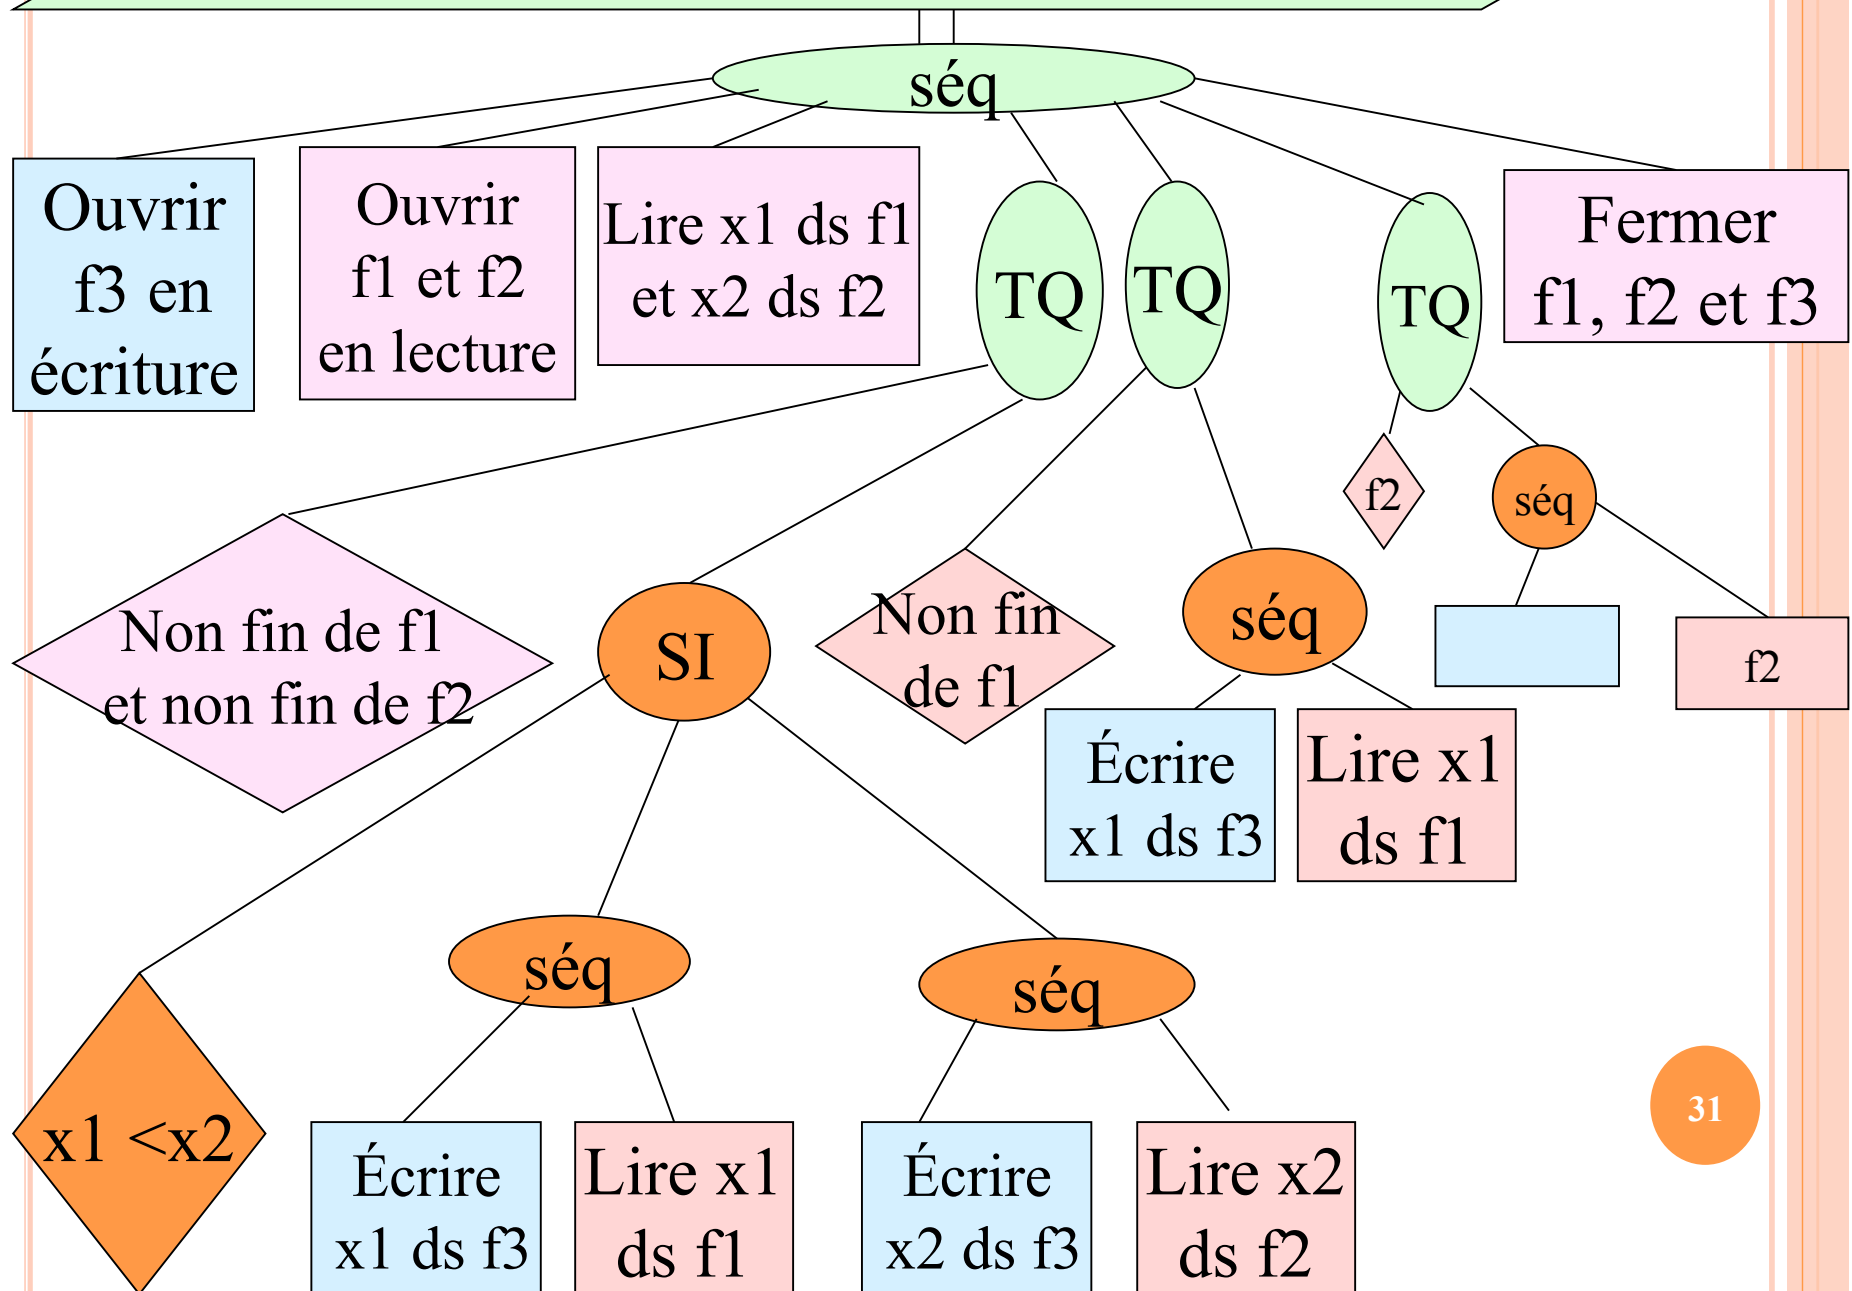 séq
Ouvrir
f3 en
écriture
Ouvrir
f1 et f2
en lecture
Lire x1 ds f1
et x2 ds f2
TQ
TQ
TQ
Fermer
f1, f2 et f3
f2
séq
Non fin de f1
et non fin de f2
SI
Non fin
de f1
séq
f2
Écrire
x1 ds f3
Lire x1
ds f1
séq
séq
x1 <x2
Écrire
x1 ds f3
Lire x1
ds f1
Écrire
x2 ds f3
Lire x2
ds f2
31